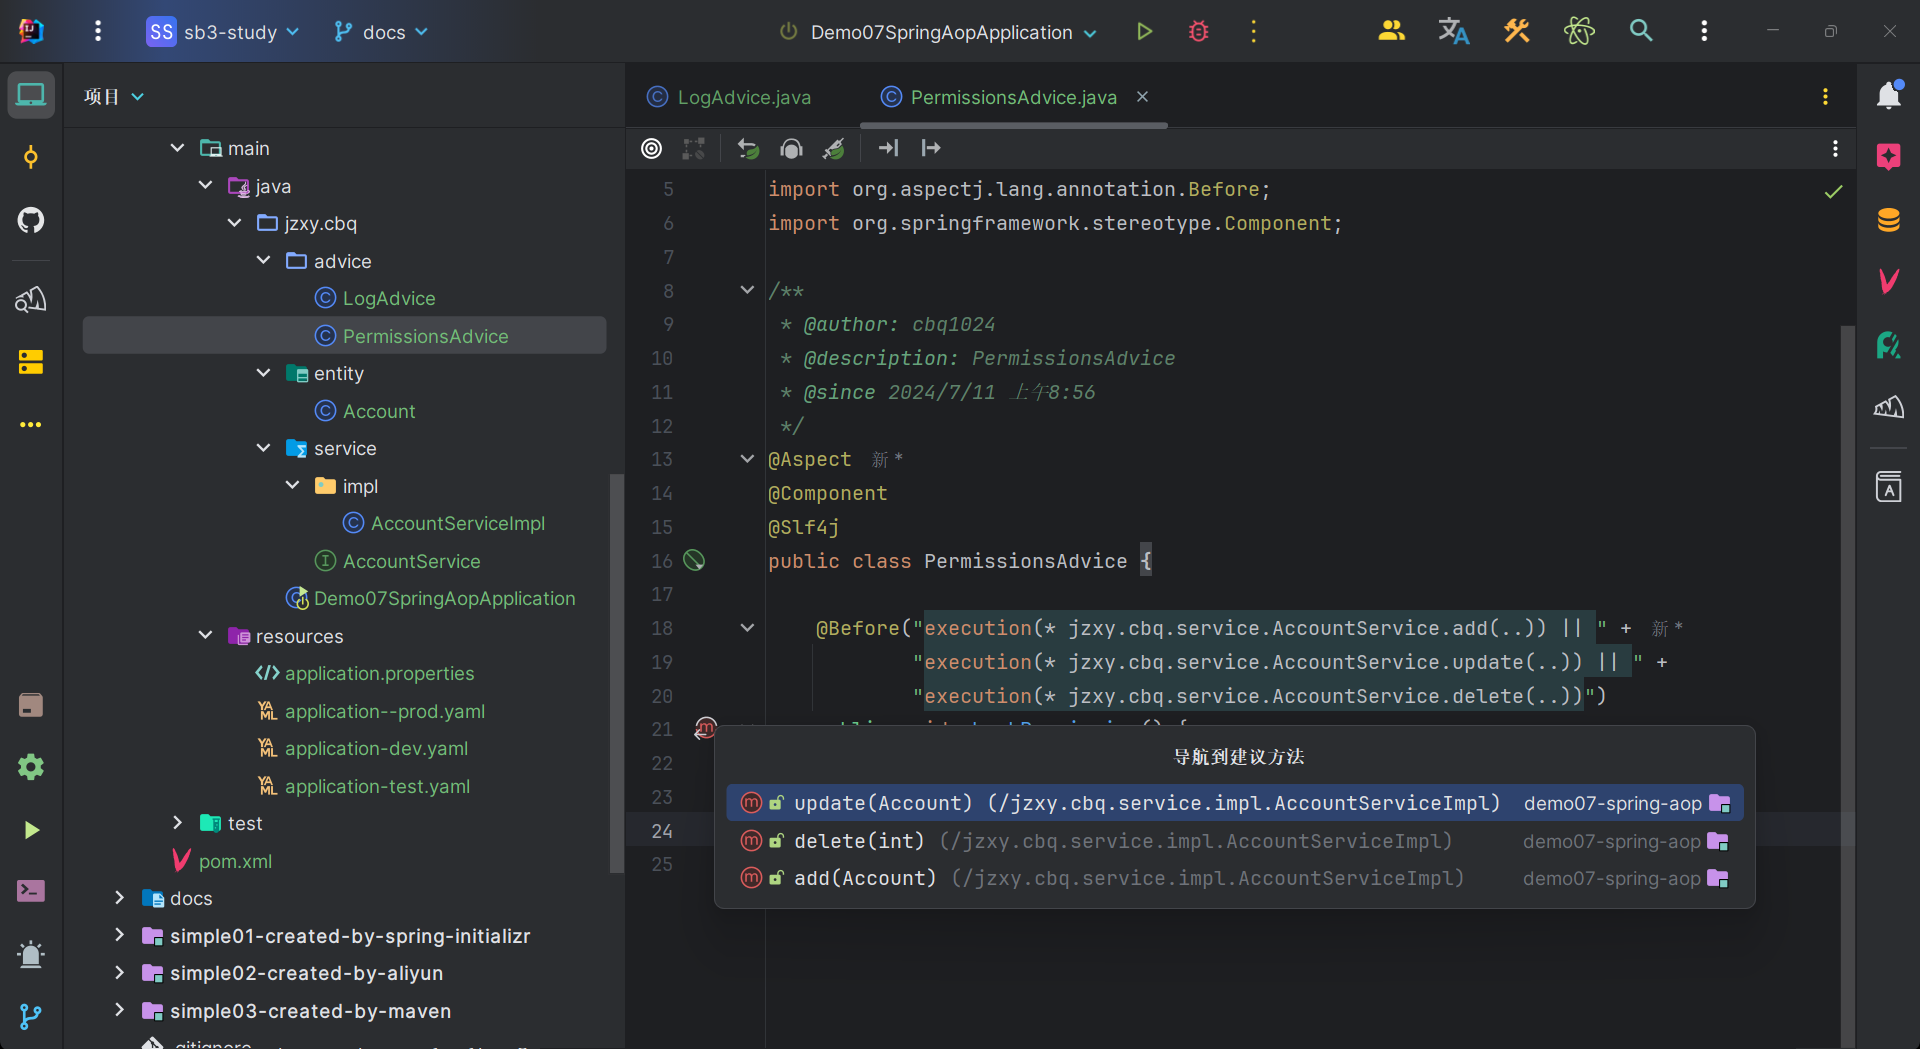 SS sb3-study docs Demo07SpringAopApplication
项目
main
java
jzxy.cbq
advice
LogAdvice
PermissionsAdvice
entity
Account
service
impl
AccountServiceImpl
AccountService
Demo07SpringAopApplication
resources
application.properties
application--prod.yaml
application-dev.yaml
application-test.yaml
test
pom.xml
docs
simple01-created-by-spring-initializr
simple02-created-by-aliyun
simple03-created-by-maven
.gitignore
LogAdvice.java PermissionsAdvice.java
5 import org.aspectj.lang.annotation.Before;
6 import org.springframework.stereotype.Component;
7
8 /**
9 * @author: cbq1024
10 * @description: PermissionsAdvice
11 * @since 2024/7/11 上午8:56
12 */
13 @Aspect 新 *
14 @Component
15 @Slf4j
16 public class PermissionsAdvice {
17
18 @Before("execution(* jzxy.cbq.service.AccountService.add(..)) || " + 新 *
19 "execution(* jzxy.cbq.service.AccountService.update(..)) || " +
20 "execution(* jzxy.cbq.service.AccountService.delete(..))")
21
22
23
24
25
导航到建议方法
update(Account) (/jzxy.cbq.service.impl.AccountServiceImpl) demo07-spring-aop
delete(int) (/jzxy.cbq.service.impl.AccountServiceImpl) demo07-spring-aop
add(Account) (/jzxy.cbq.service.impl.AccountServiceImpl) demo07-spring-aop